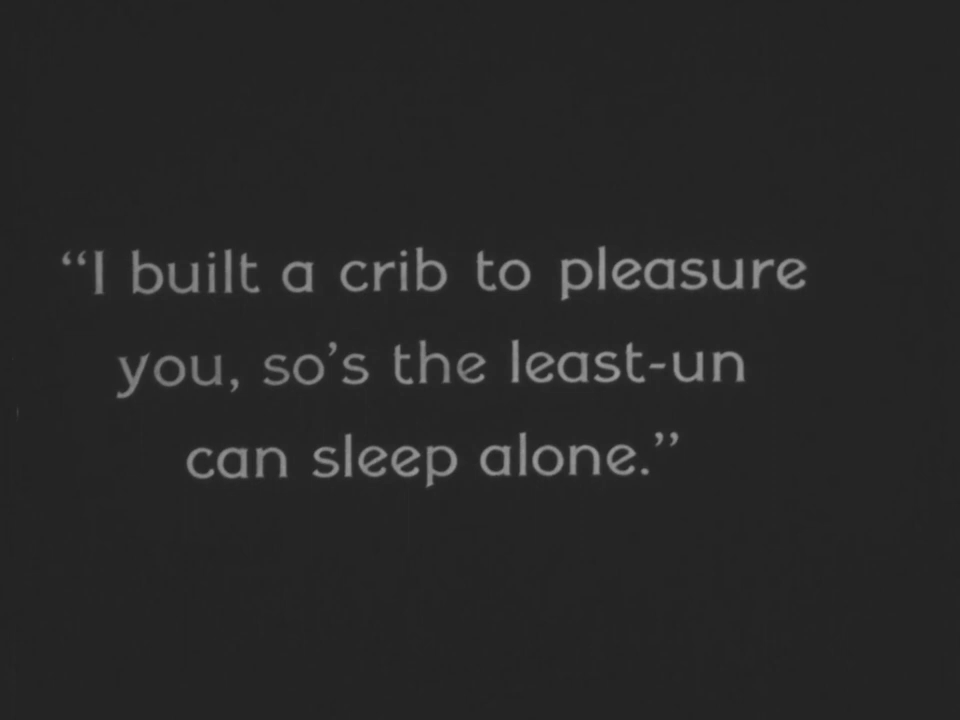 “I built a crib to pleasure
you, so’s the least-un
can sleep alone.”